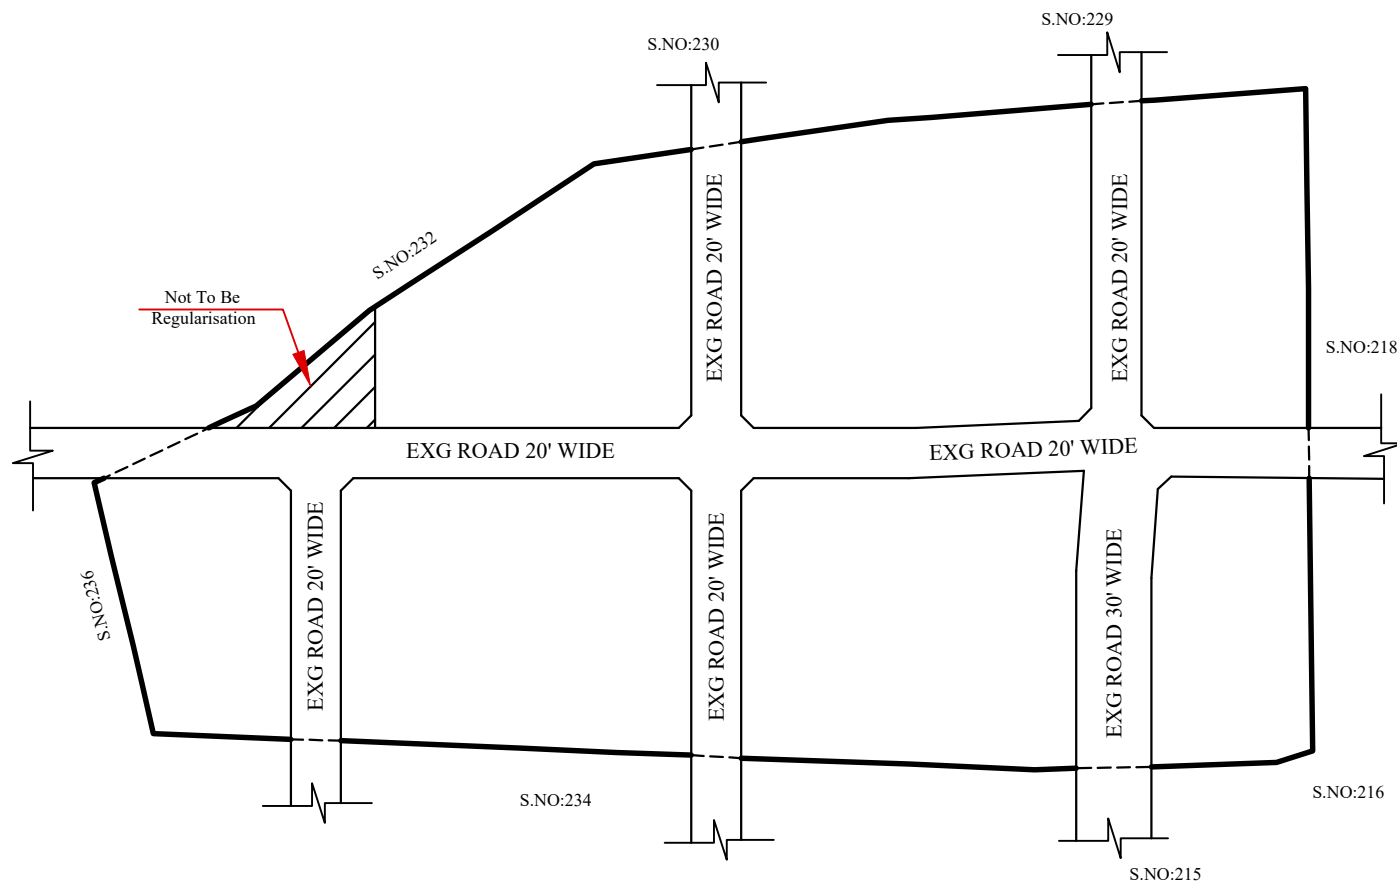 S.NO:229
S.NO:230
EXG ROAD 20' WIDE
EXG ROAD 20' WIDE
S.NO:232
Not To Be
Regularisation
S.NO:218
EXG ROAD 20' WIDE
EXG ROAD 20' WIDE
S.NO:236
EXG ROAD 20' WIDE
EXG ROAD 20' WIDE
EXG ROAD 30' WIDE
S.NO:234
S.NO:216
S.NO:215